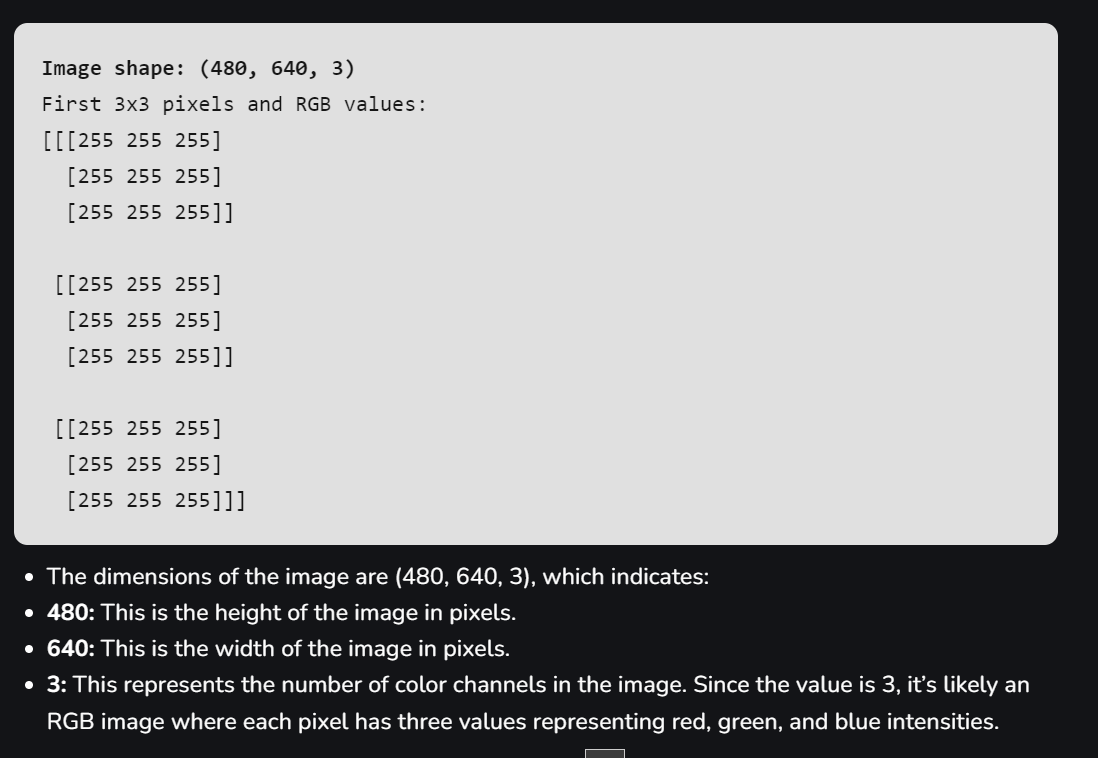 Image shape: (480, 640, 3)
First 3x3 pixels and RGB values:
[[[255 255 255]
  [255 255 255]
  [255 255 255]]

 [[255 255 255]
  [255 255 255]
  [255 255 255]]

 [[255 255 255]
  [255 255 255]
  [255 255 255]]]
• The dimensions of the image are (480, 640, 3), which indicates:
• 480: This is the height of the image in pixels.
• 640: This is the width of the image in pixels.
• 3: This represents the number of color channels in the image. Since the value is 3, it’s likely an
RGB image where each pixel has three values representing red, green, and blue intensities.